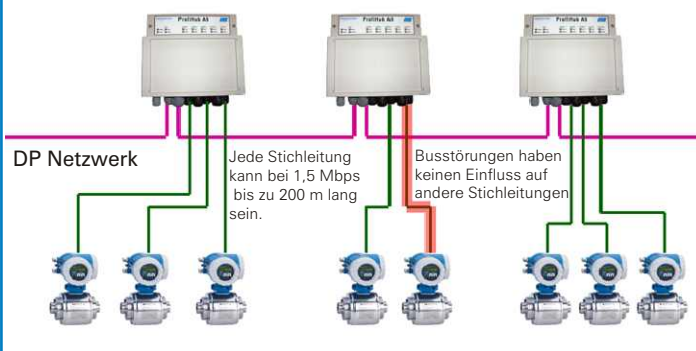 ProfiHub A5
ProfiHub A5
ProfiHub A5
DP Netzwerk
Jede Stichleitung
kann bei 1,5 Mbps
bis zu 200 m lang
sein.
Busstörungen haben
keinen Einfluss auf
andere Stichleitungen